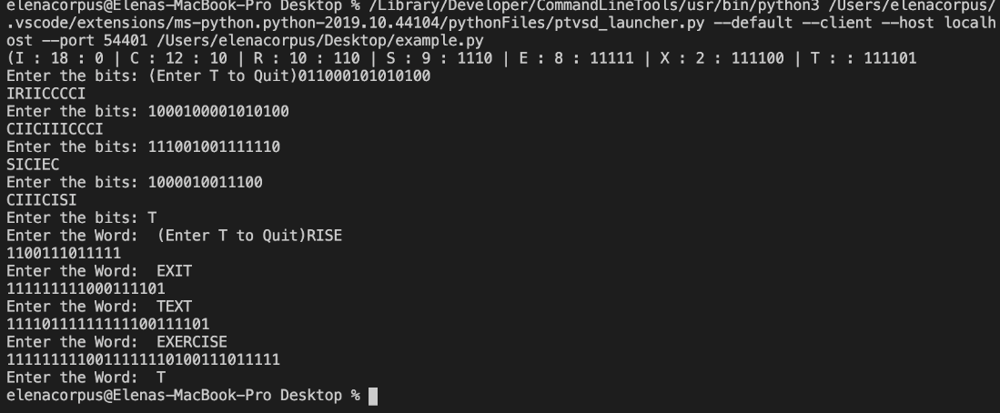 elenacorpus@Elenas-MacBook-Pro Desktop % /Library/Developer/CommandLineTools/usr/bin/python3 /Users/elenacorpus/
.vscode/extensions/ms-python.python-2019.10.44104/pythonFiles/ptvsd_launcher.py --default --client --host localh
ost --port 54401 /Users/elenacorpus/Desktop/example.py
(I : 18 : 0 | C : 12 : 10 | R : 10 : 110 | S : 9 : 1110 | E : 8 : 11111 | X : 2 : 111100 | T : : 111101
Enter the bits: (Enter T to Quit)011000101010100
IRIICCCCI
Enter the bits: 1000100001010100
CIICIIICCCI
Enter the bits: 111001001111110
SICIEC
Enter the bits: 1000010011100
CIIICISI
Enter the bits: T
Enter the Word:  (Enter T to Quit)RISE
1100111011111
Enter the Word:  EXIT
111111111000111101
Enter the Word:  TEXT
11110111111111100111101
Enter the Word:  EXERCISE
1111111110011111110100111011111
Enter the Word:  T
elenacorpus@Elenas-MacBook-Pro Desktop %